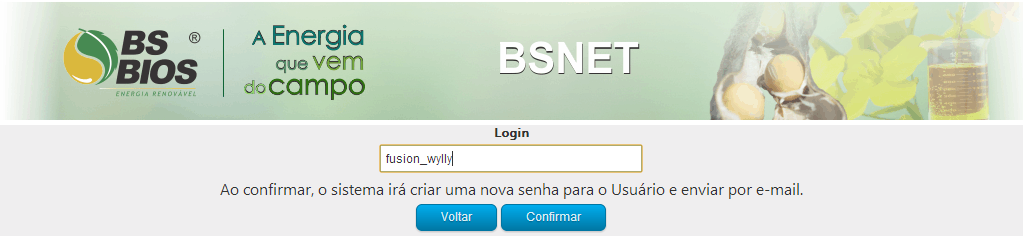 BS
BIOS ®
ENERGIA RENOVÁVEL
A Energia
que vem
do campo
BSNET
Login
fusion_wylly
Ao confirmar, o sistema irá criar uma nova senha para o Usuário e enviar por e-mail.
Voltar Confirmar